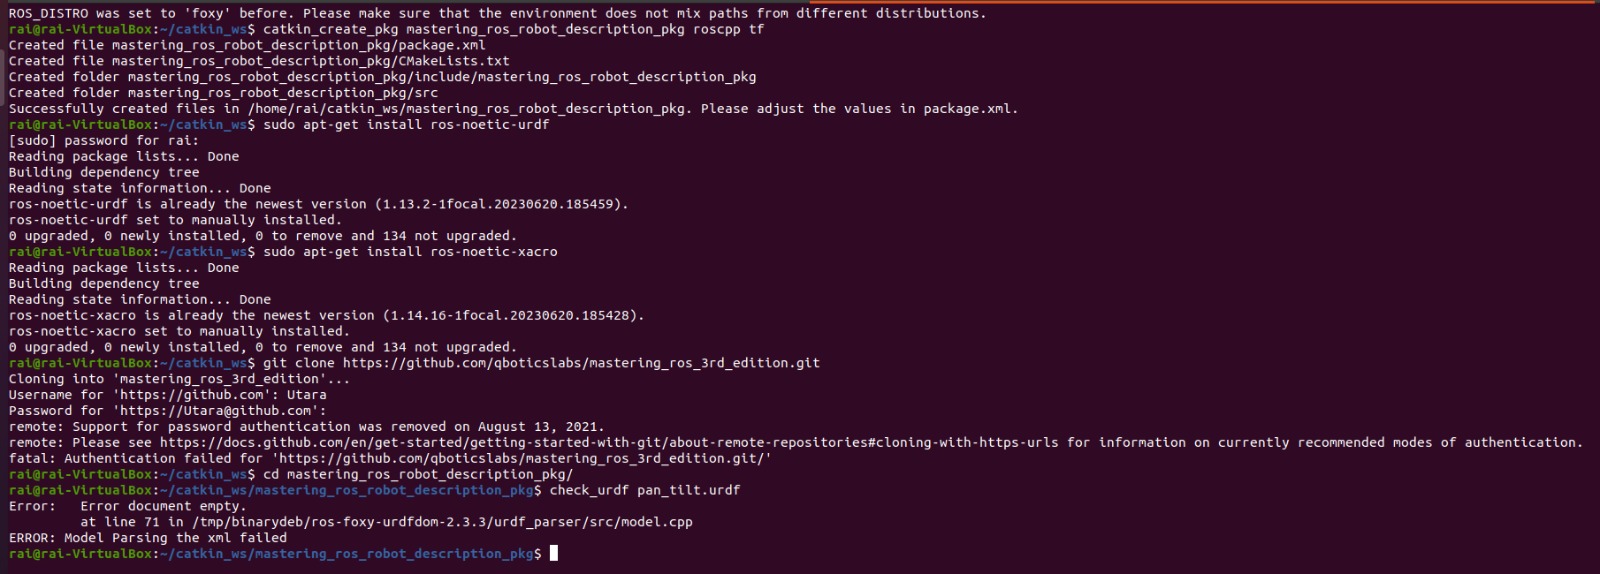 ROS_DISTRO was set to 'foxy' before. Please make sure that the environment does not mix paths from different distributions.
rai@rai-VirtualBox:~/catkin_ws$ catkin_create_pkg mastering_ros_robot_description_pkg roscpp tf
Created file mastering_ros_robot_description_pkg/package.xml
Created file mastering_ros_robot_description_pkg/CMakeLists.txt
Created folder mastering_ros_robot_description_pkg/include/mastering_ros_robot_description_pkg
Created folder mastering_ros_robot_description_pkg/src
Successfully created files in /home/rai/catkin_ws/mastering_ros_robot_description_pkg. Please adjust the values in package.xml.
rai@rai-VirtualBox:~/catkin_ws$ sudo apt-get install ros-noetic-urdf
[sudo] password for rai:
Reading package lists... Done
Building dependency tree
Reading state information... Done
ros-noetic-urdf is already the newest version (1.13.2-1focal.20230620.185459).
ros-noetic-urdf set to manually installed.
0 upgraded, 0 newly installed, 0 to remove and 134 not upgraded.
rai@rai-VirtualBox:~/catkin_ws$ sudo apt-get install ros-noetic-xacro
Reading package lists... Done
Building dependency tree
Reading state information... Done
ros-noetic-xacro is already the newest version (1.14.16-1focal.20230620.185428).
ros-noetic-xacro set to manually installed.
0 upgraded, 0 newly installed, 0 to remove and 134 not upgraded.
rai@rai-VirtualBox:~/catkin_ws$ git clone https://github.com/qboticslabs/mastering_ros_3rd_edition.git
Cloning into 'mastering_ros_3rd_edition'...
Username for 'https://github.com': Utara
Password for 'https://Utara@github.com':
remote: Support for password authentication was removed on August 13, 2021.
remote: Please see https://docs.github.com/en/get-started/getting-started-with-git/about-remote-repositories#cloning-with-https-urls for information on currently recommended modes of authentication.
fatal: Authentication failed for 'https://github.com/qboticslabs/mastering_ros_3rd_edition.git/'
rai@rai-VirtualBox:~/catkin_ws$ cd mastering_ros_robot_description_pkg/
rai@rai-VirtualBox:~/catkin_ws/mastering_ros_robot_description_pkg$ check_urdf pan_tilt.urdf
Error:   Error document empty.
         at line 71 in /tmp/binarydeb/ros-foxy-urdfdom-2.3.3/urdf_parser/src/model.cpp
ERROR: Model Parsing the xml failed
rai@rai-VirtualBox:~/catkin_ws/mastering_ros_robot_description_pkg$